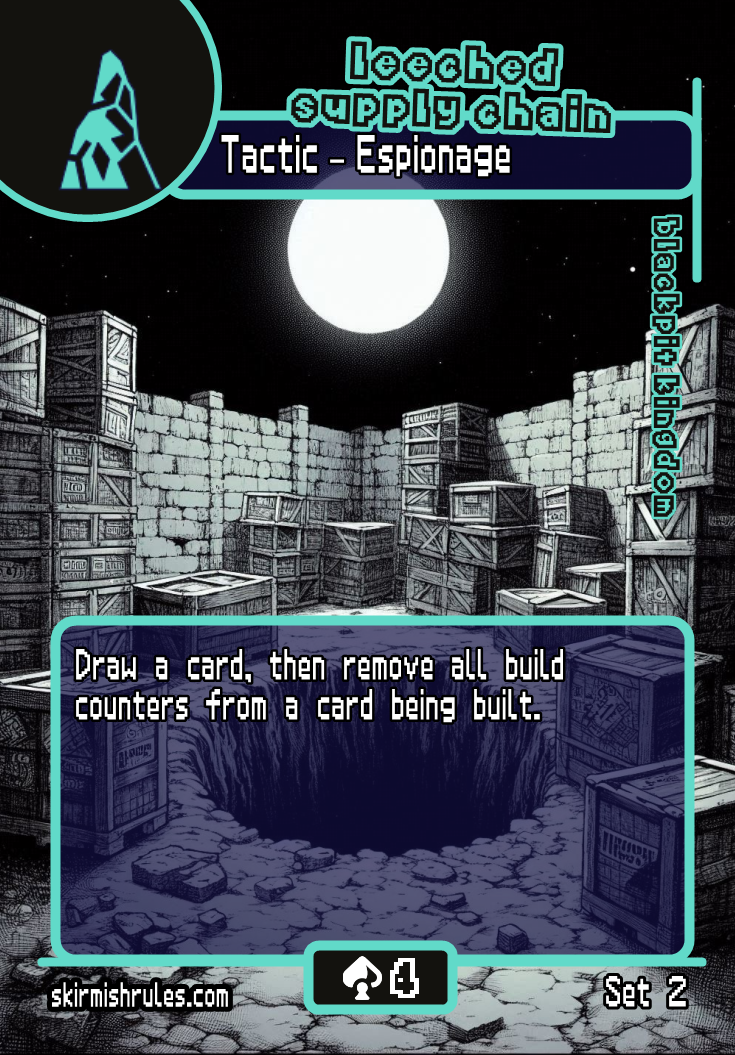 leeched
supply chain
Tactic – Espionage
blackpit kingdom
Draw a card, then remove all build
counters from a card being built.
♠4
skirmishrules.com
Set 2